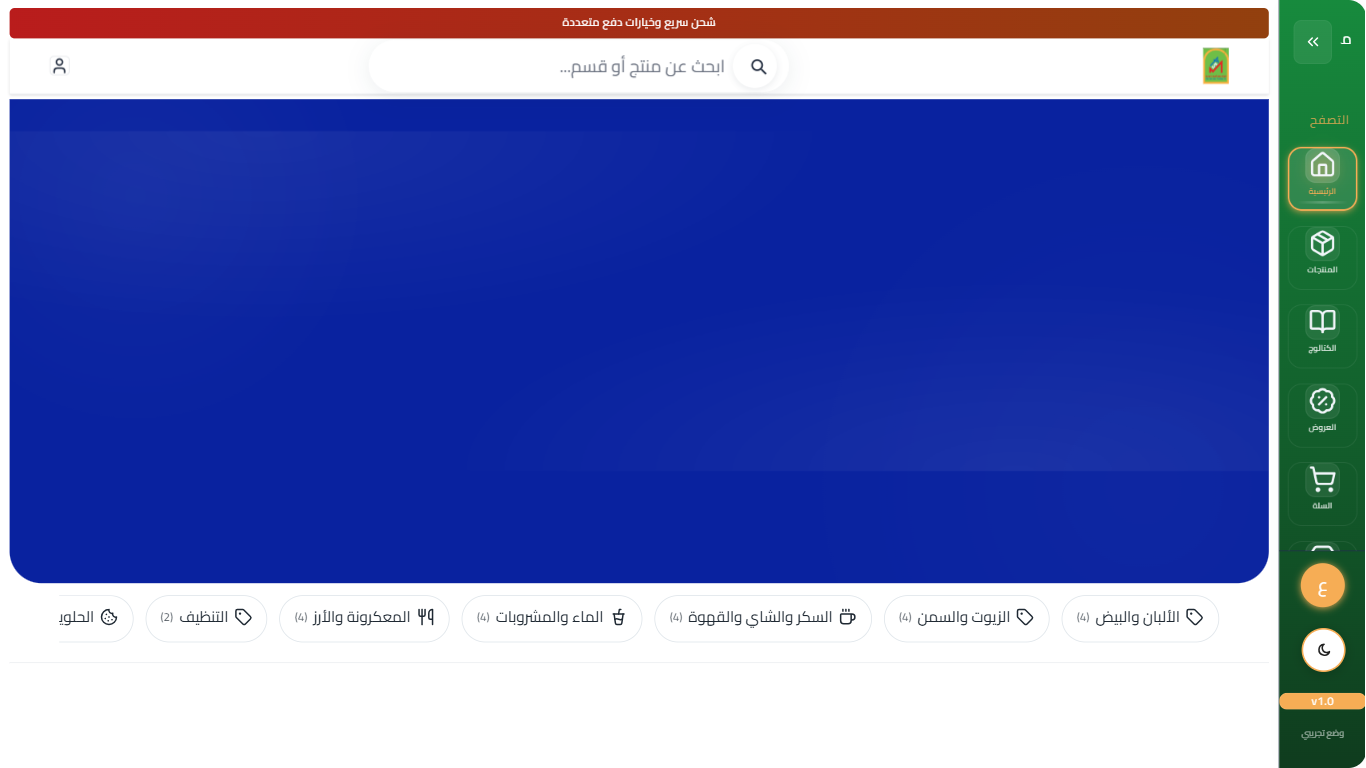 شحن سريع وخيارات دفع متعددة
ابحث عن منتج أو قسم...
التصفح
الرئيسية
المنتجات
الكتالوج
العروض
السلة
ع
v1.0
وضع تجريبي
الألبان والبيض (4)
الزيوت والسمن (4)
السكر والشاي والقهوة (4)
الماء والمشروبات (4)
المعكرونة والأرز (4)
التنظيف (2)